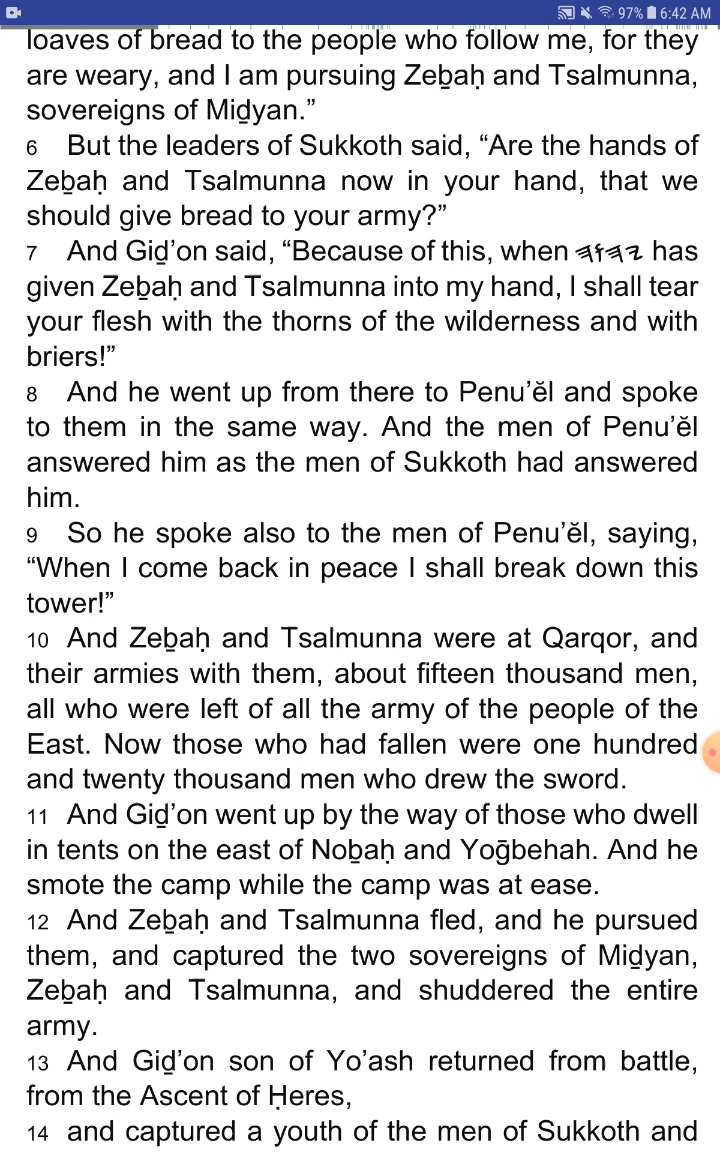 97% 6:42 AM
loaves of bread to the people who follow me, for they
are weary, and I am pursuing Zeḇaḥ and Tsalmunna,
sovereigns of Miḏyan.”
6 But the leaders of Sukkoth said, “Are the hands of
Zeḇaḥ and Tsalmunna now in your hand, that we
should give bread to your army?”
7 And Giḏ’on said, “Because of this, when 𐤉𐤄𐤅𐤄 has
given Zeḇaḥ and Tsalmunna into my hand, I shall tear
your flesh with the thorns of the wilderness and with
briers!”
8 And he went up from there to Penu’ĕl and spoke
to them in the same way. And the men of Penu’ĕl
answered him as the men of Sukkoth had answered
him.
9 So he spoke also to the men of Penu’ĕl, saying,
“When I come back in peace I shall break down this
tower!”
10 And Zeḇaḥ and Tsalmunna were at Qarqor, and
their armies with them, about fifteen thousand men,
all who were left of all the army of the people of the
East. Now those who had fallen were one hundred
and twenty thousand men who drew the sword.
11 And Giḏ’on went up by the way of those who dwell
in tents on the east of Noḇaḥ and Yoḡbehah. And he
smote the camp while the camp was at ease.
12 And Zeḇaḥ and Tsalmunna fled, and he pursued
them, and captured the two sovereigns of Miḏyan,
Zeḇaḥ and Tsalmunna, and shuddered the entire
army.
13 And Giḏ’on son of Yo’ash returned from battle,
from the Ascent of Ḥeres,
14 and captured a youth of the men of Sukkoth and